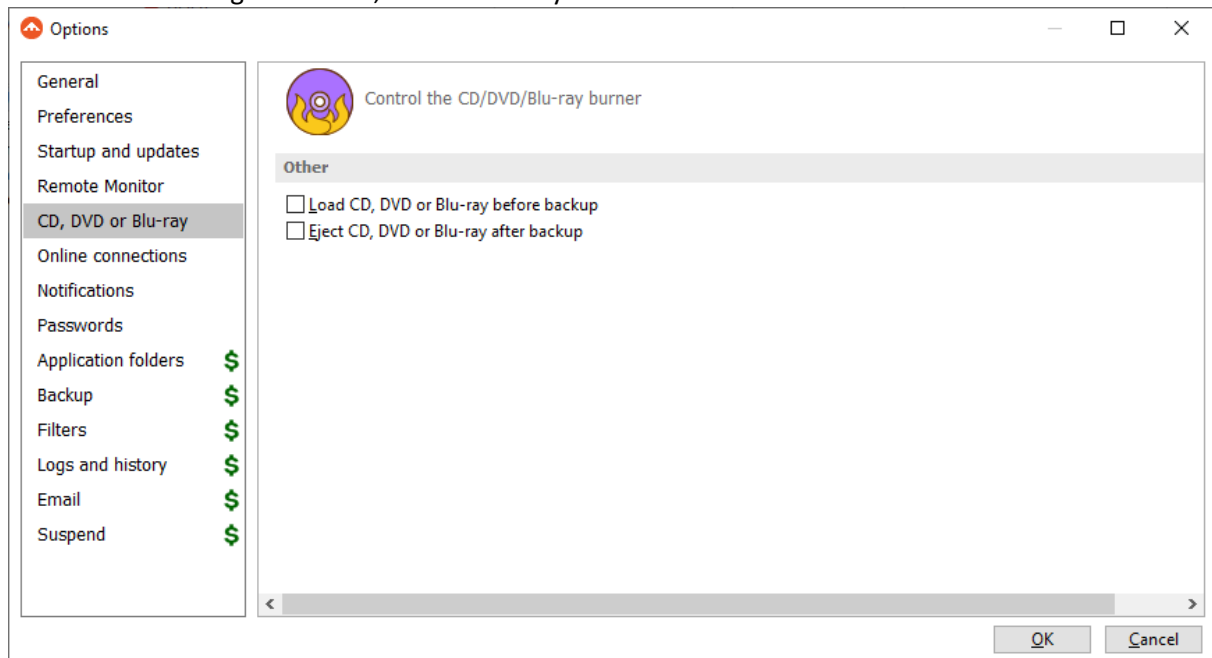 Options
General
Preferences
Startup and updates
Remote Monitor
CD, DVD or Blu-ray
Online connections
Notifications
Passwords
Application folders $
Backup $
Filters $
Logs and history $
Email $
Suspend $
Control the CD/DVD/Blu-ray burner
Other
Load CD, DVD or Blu-ray before backup
Eject CD, DVD or Blu-ray after backup
OK Cancel